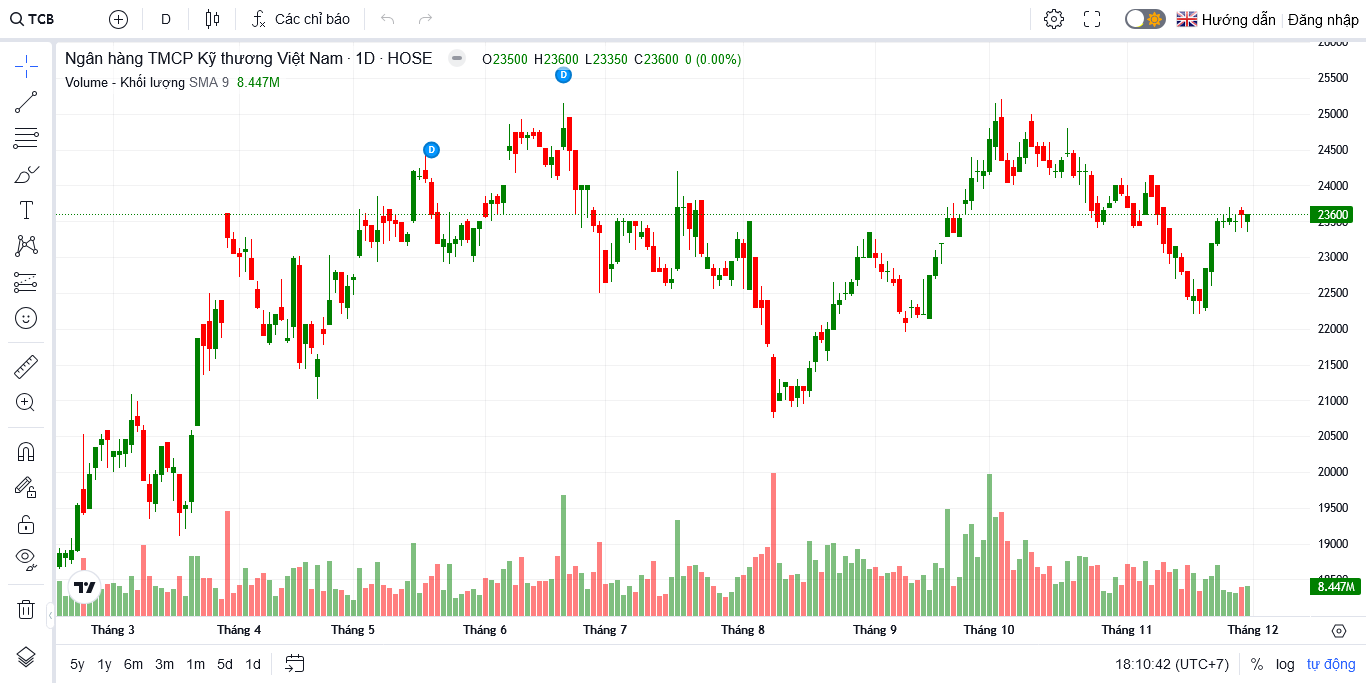 TCB D Các chỉ báo Hướng dẫn Đăng nhập
Ngân hàng TMCP Kỹ thương Việt Nam · 1D · HOSE O23500 H23600 L23350 C23600 0 (0.00%)
Volume - Khối lượng SMA 9 8.447M
D
D
26000
25500
25000
24500
24000
23600
23500
23000
22500
22000
21500
21000
20500
20000
19500
19000
18500
8.447M
Tháng 3 Tháng 4 Tháng 5 Tháng 6 Tháng 7 Tháng 8 Tháng 9 Tháng 10 Tháng 11 Tháng 12
5y 1y 6m 3m 1m 5d 1d 18:10:42 (UTC+7) % log tự động